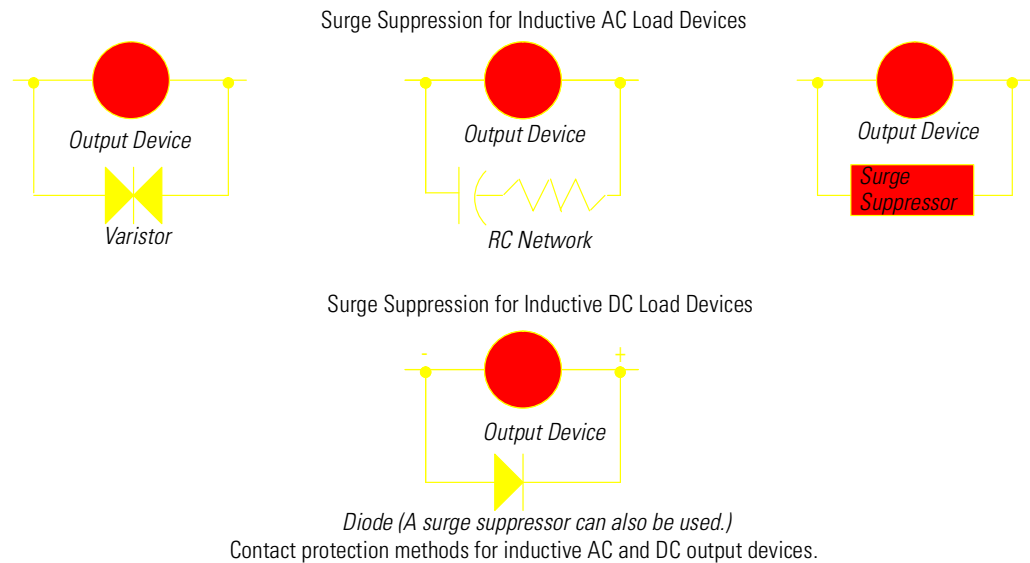 Surge Suppression for Inductive AC Load Devices
Output Device
Varistor
Output Device
RC Network
Output Device
Surge
Suppressor
Surge Suppression for Inductive DC Load Devices
- +
Output Device
Diode (A surge suppressor can also be used.)
Contact protection methods for inductive AC and DC output devices.